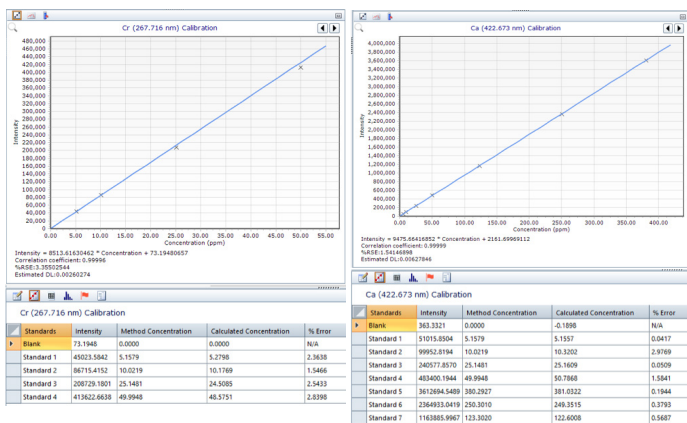 Cr (267.716 nm) Calibration
480,000
460,000
440,000
420,000
400,000
380,000
360,000
340,000
320,000
300,000
280,000
260,000
240,000
220,000
200,000
180,000
160,000
140,000
120,000
100,000
80,000
60,000
40,000
20,000
0
Intensity
0.00 5.00 10.00 15.00 20.00 25.00 30.00 35.00 40.00 45.00 50.00 55.00
Concentration (ppm)
Intensity = 8513.61630462 * Concentration + 73.19480657
Correlation coefficient: 0.99996
%RSE:3.35502544
Estimated DL:0.00260274
Cr (267.716 nm) Calibration
Standards Intensity Method Concentration Calculated Concentration % Error
Blank 73.1948 0.0000 0.0000 N/A
Standard 1 45023.5842 5.1579 5.2798 2.3638
Standard 2 86715.4152 10.0219 10.1769 1.5466
Standard 3 208729.1801 25.1481 24.5085 2.5433
Standard 4 413622.6638 49.9948 48.5751 2.8398
Ca (422.673 nm) Calibration
4,000,000
3,800,000
3,600,000
3,400,000
3,200,000
3,000,000
2,800,000
2,600,000
2,400,000
2,200,000
2,000,000
1,800,000
1,600,000
1,400,000
1,200,000
1,000,000
800,000
600,000
400,000
200,000
0
Intensity
0.00 50.00 100.00 150.00 200.00 250.00 300.00 350.00 400.00
Concentration (ppm)
Intensity = 9475.66416852 * Concentration + 2161.69969112
Correlation coefficient: 0.99999
%RSE:1.54146898
Estimated DL:0.00627846
Ca (422.673 nm) Calibration
Standards Intensity Method Concentration Calculated Concentration % Error
Blank 363.3321 0.0000 -0.1898 N/A
Standard 1 51015.8504 5.1579 5.1557 0.0417
Standard 2 99952.8194 10.0219 10.3202 2.9769
Standard 3 240577.8570 25.1481 25.1609 0.0509
Standard 4 483400.1944 49.9948 50.7868 1.5841
Standard 5 3612694.5489 380.2927 381.0322 0.1944
Standard 6 2364933.0419 250.3010 249.3515 0.3793
Standard 7 1163885.9967 123.3020 122.6008 0.5687